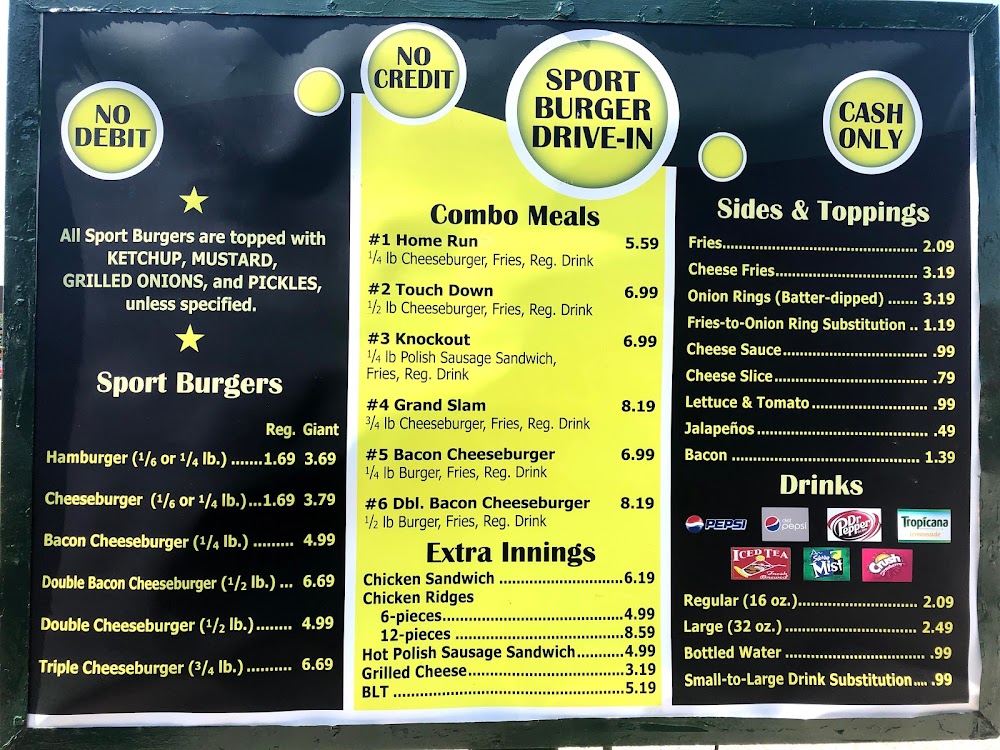 NO
DEBIT
NO
CREDIT
SPORT
BURGER
DRIVE-IN
CASH
ONLY
All Sport Burgers are topped with
KETCHUP, MUSTARD,
GRILLED ONIONS, and PICKLES,
unless specified.
Sport Burgers
Reg. Giant
Hamburger (1/6 or 1/4 lb.) .......1.69 3.69
Cheeseburger (1/6 or 1/4 lb.)...1.69 3.79
Bacon Cheeseburger (1/4 lb.) ......... 4.99
Double Bacon Cheeseburger (1/2 lb.) ... 6.69
Double Cheeseburger (1/2 lb.)........ 4.99
Triple Cheeseburger (3/4 lb.) .......... 6.69
Combo Meals
#1 Home Run 5.59
1/4 lb Cheeseburger, Fries, Reg. Drink
#2 Touch Down 6.99
1/2 lb Cheeseburger, Fries, Reg. Drink
#3 Knockout 6.99
1/4 lb Polish Sausage Sandwich,
Fries, Reg. Drink
#4 Grand Slam 8.19
3/4 lb Cheeseburger, Fries, Reg. Drink
#5 Bacon Cheeseburger 6.99
1/4 lb Burger, Fries, Reg. Drink
#6 Dbl. Bacon Cheeseburger 8.19
1/2 lb Burger, Fries, Reg. Drink
Extra Innings
Chicken Sandwich ............................6.19
Chicken Ridges
6-pieces.........................................4.99
12-pieces ......................................8.59
Hot Polish Sausage Sandwich..........4.99
Grilled Cheese...................................3.19
BLT ....................................................5.19
Sides & Toppings
Fries............................................ 2.09
Cheese Fries................................ 3.19
Onion Rings (Batter-dipped) ....... 3.19
Fries-to-Onion Ring Substitution .. 1.19
Cheese Sauce................................ .99
Cheese Slice.................................. .79
Lettuce & Tomato......................... .99
Jalapeños...................................... .49
Bacon .......................................... 1.39
Drinks
PEPSI
diet pepsi
Dr Pepper
Tropicana
lemonade
ICED TEA
Fresh Brewed
Sierra Mist
Crush
Regular (16 oz.)........................... 2.09
Large (32 oz.) .............................. 2.49
Bottled Water ............................... .99
Small-to-Large Drink Substitution.... .99